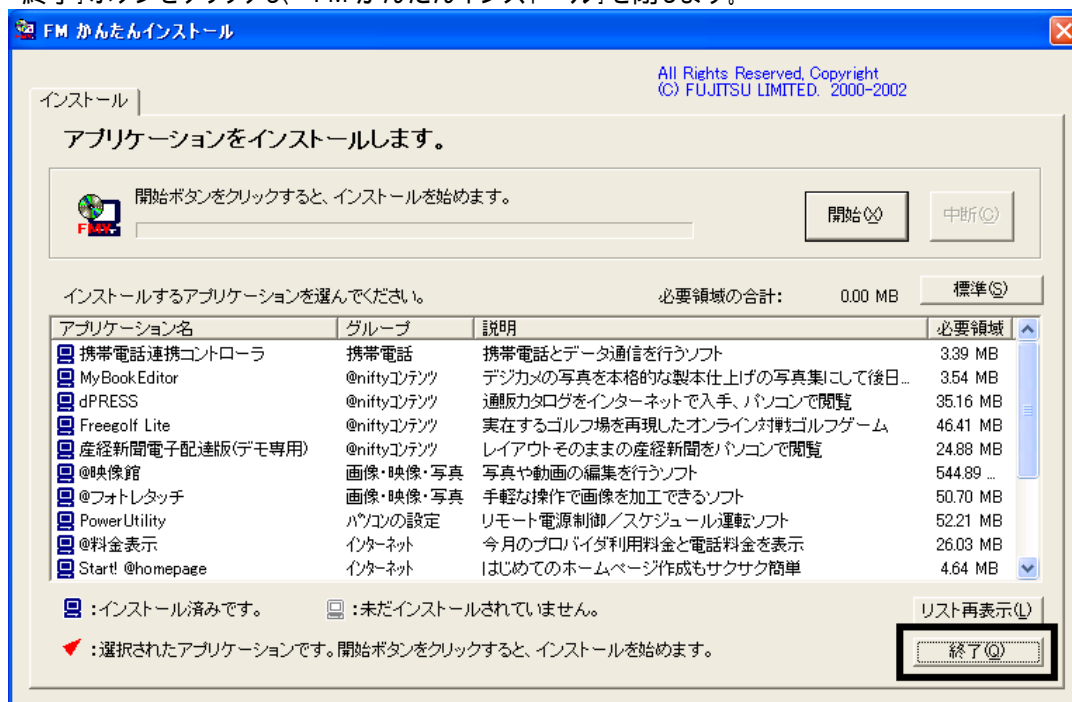 終了」ボタンをクリックし、「FM かんたんインストール」を閉じます。
FM かんたんインストール
All Rights Reserved, Copyright
(C) FUJITSU LIMITED. 2000-2002
インストール
アプリケーションをインストールします。
開始ボタンをクリックすると、インストールを始めます。
FMV
開始(X) 中断(C)
インストールするアプリケーションを選んでください。 必要領域の合計: 0.00 MB 標準(S)
アプリケーション名 グループ 説明 必要領域
携帯電話連携コントローラ 携帯電話 携帯電話とデータ通信を行うソフト 3.39 MB
MyBookEditor @niftyコンテンツ デジカメの写真を本格的な製本仕上げの写真集にして後日... 3.54 MB
dPRESS @niftyコンテンツ 通販カタログをインターネットで入手、パソコンで閲覧 35.16 MB
Freegolf Lite @niftyコンテンツ 実在するゴルフ場を再現したオンライン対戦ゴルフゲーム 46.41 MB
産経新聞電子配達版(デモ専用) @niftyコンテンツ レイアウトそのままの産経新聞をパソコンで閲覧 24.88 MB
@映像館 画像・映像・写真 写真や動画の編集を行うソフト 544.89 ...
@フォトレタッチ 画像・映像・写真 手軽な操作で画像を加工できるソフト 50.70 MB
PowerUtility パソコンの設定 リモート電源制御/スケジュール運転ソフト 52.21 MB
@料金表示 インターネット 今月のプロバイダ利用料金と電話料金を表示 26.03 MB
Start! @homepage インターネット はじめてのホームページ作成もサクサク簡単 4.64 MB
:インストール済みです。 :未だインストールされていません。 リスト再表示(L)
:選択されたアプリケーションです。開始ボタンをクリックすると、インストールを始めます。 終了(Q)